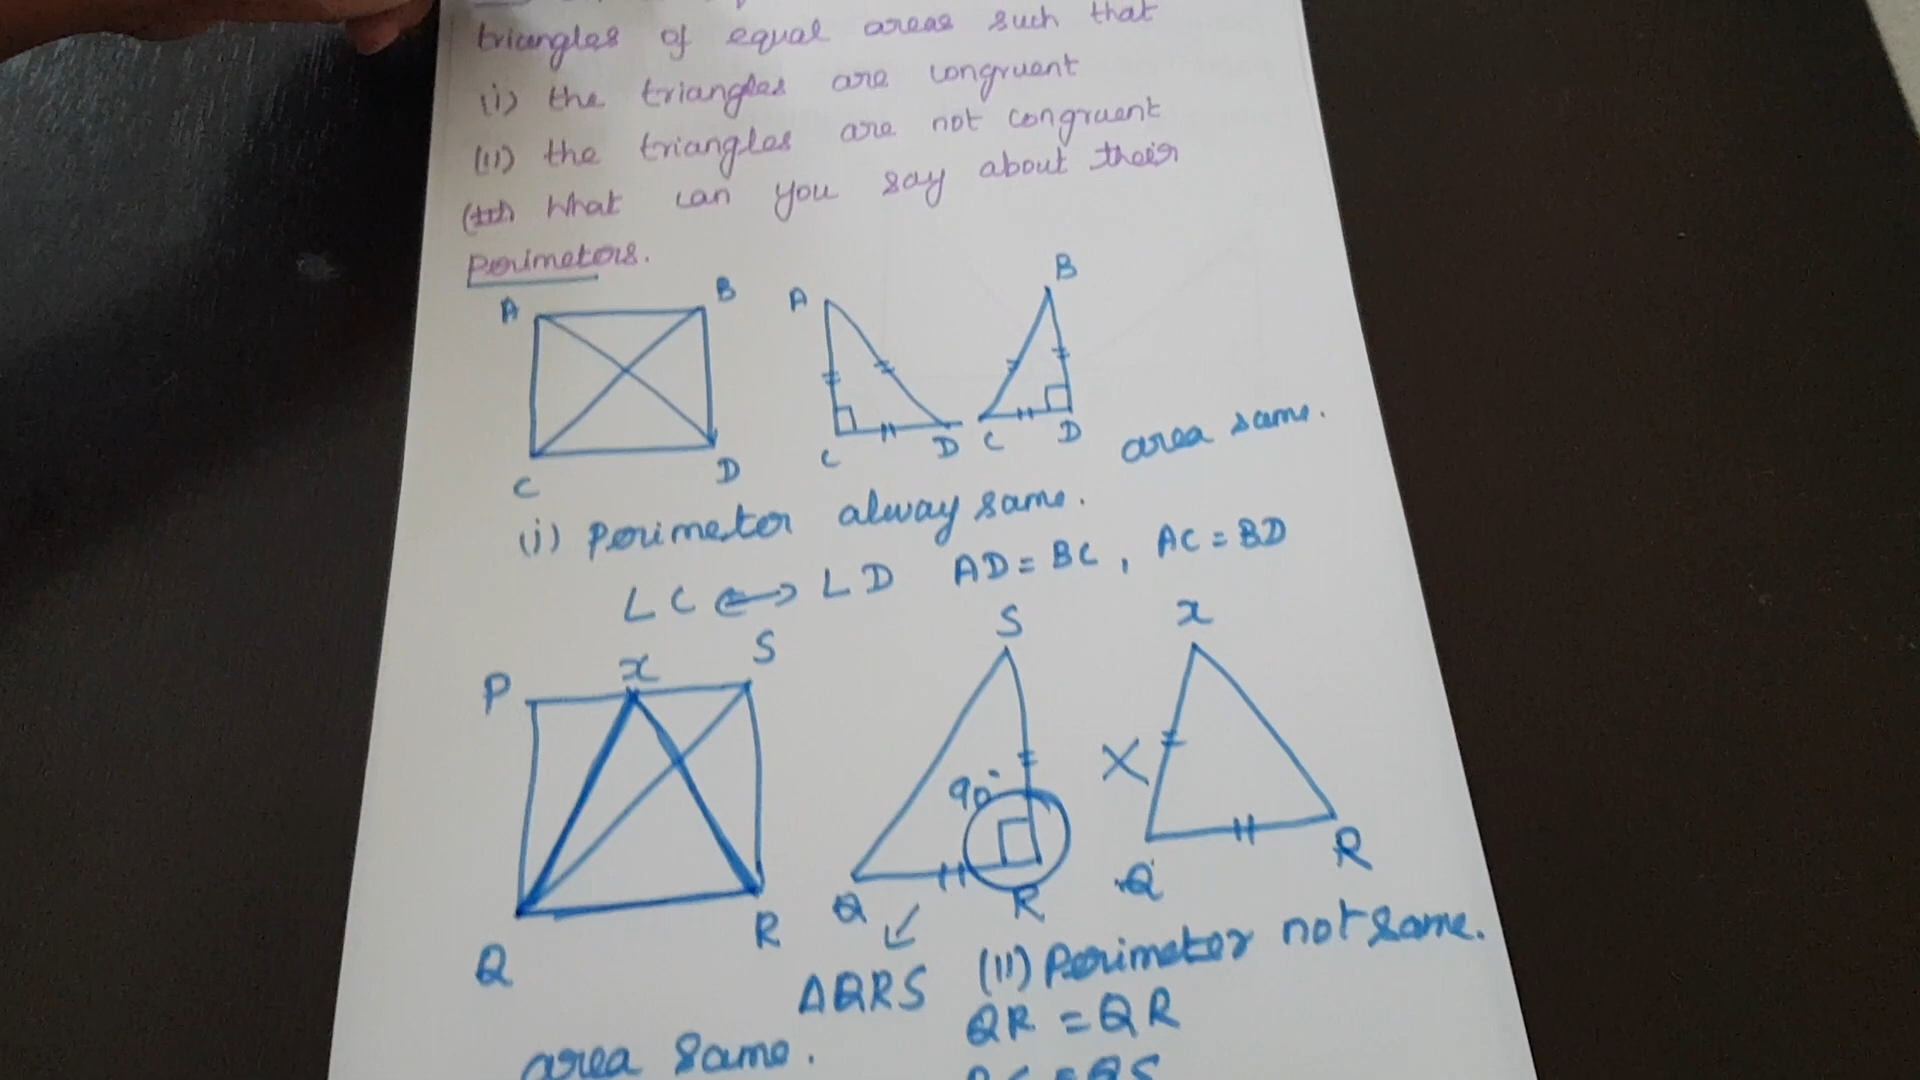 triangles of equal areas such that
(i) the triangles are congruent
(ii) the triangles are not congruent
What can you say about their
perimeters.
A B A B
C D C D C D area same.
(i) Perimeter alway same.
LC ↔ LD AD = BC, AC = BD
P x S S x
90° X
Q R Q R Q R
ΔQRS (ii) Perimeter not same.
QR = QR
area same.